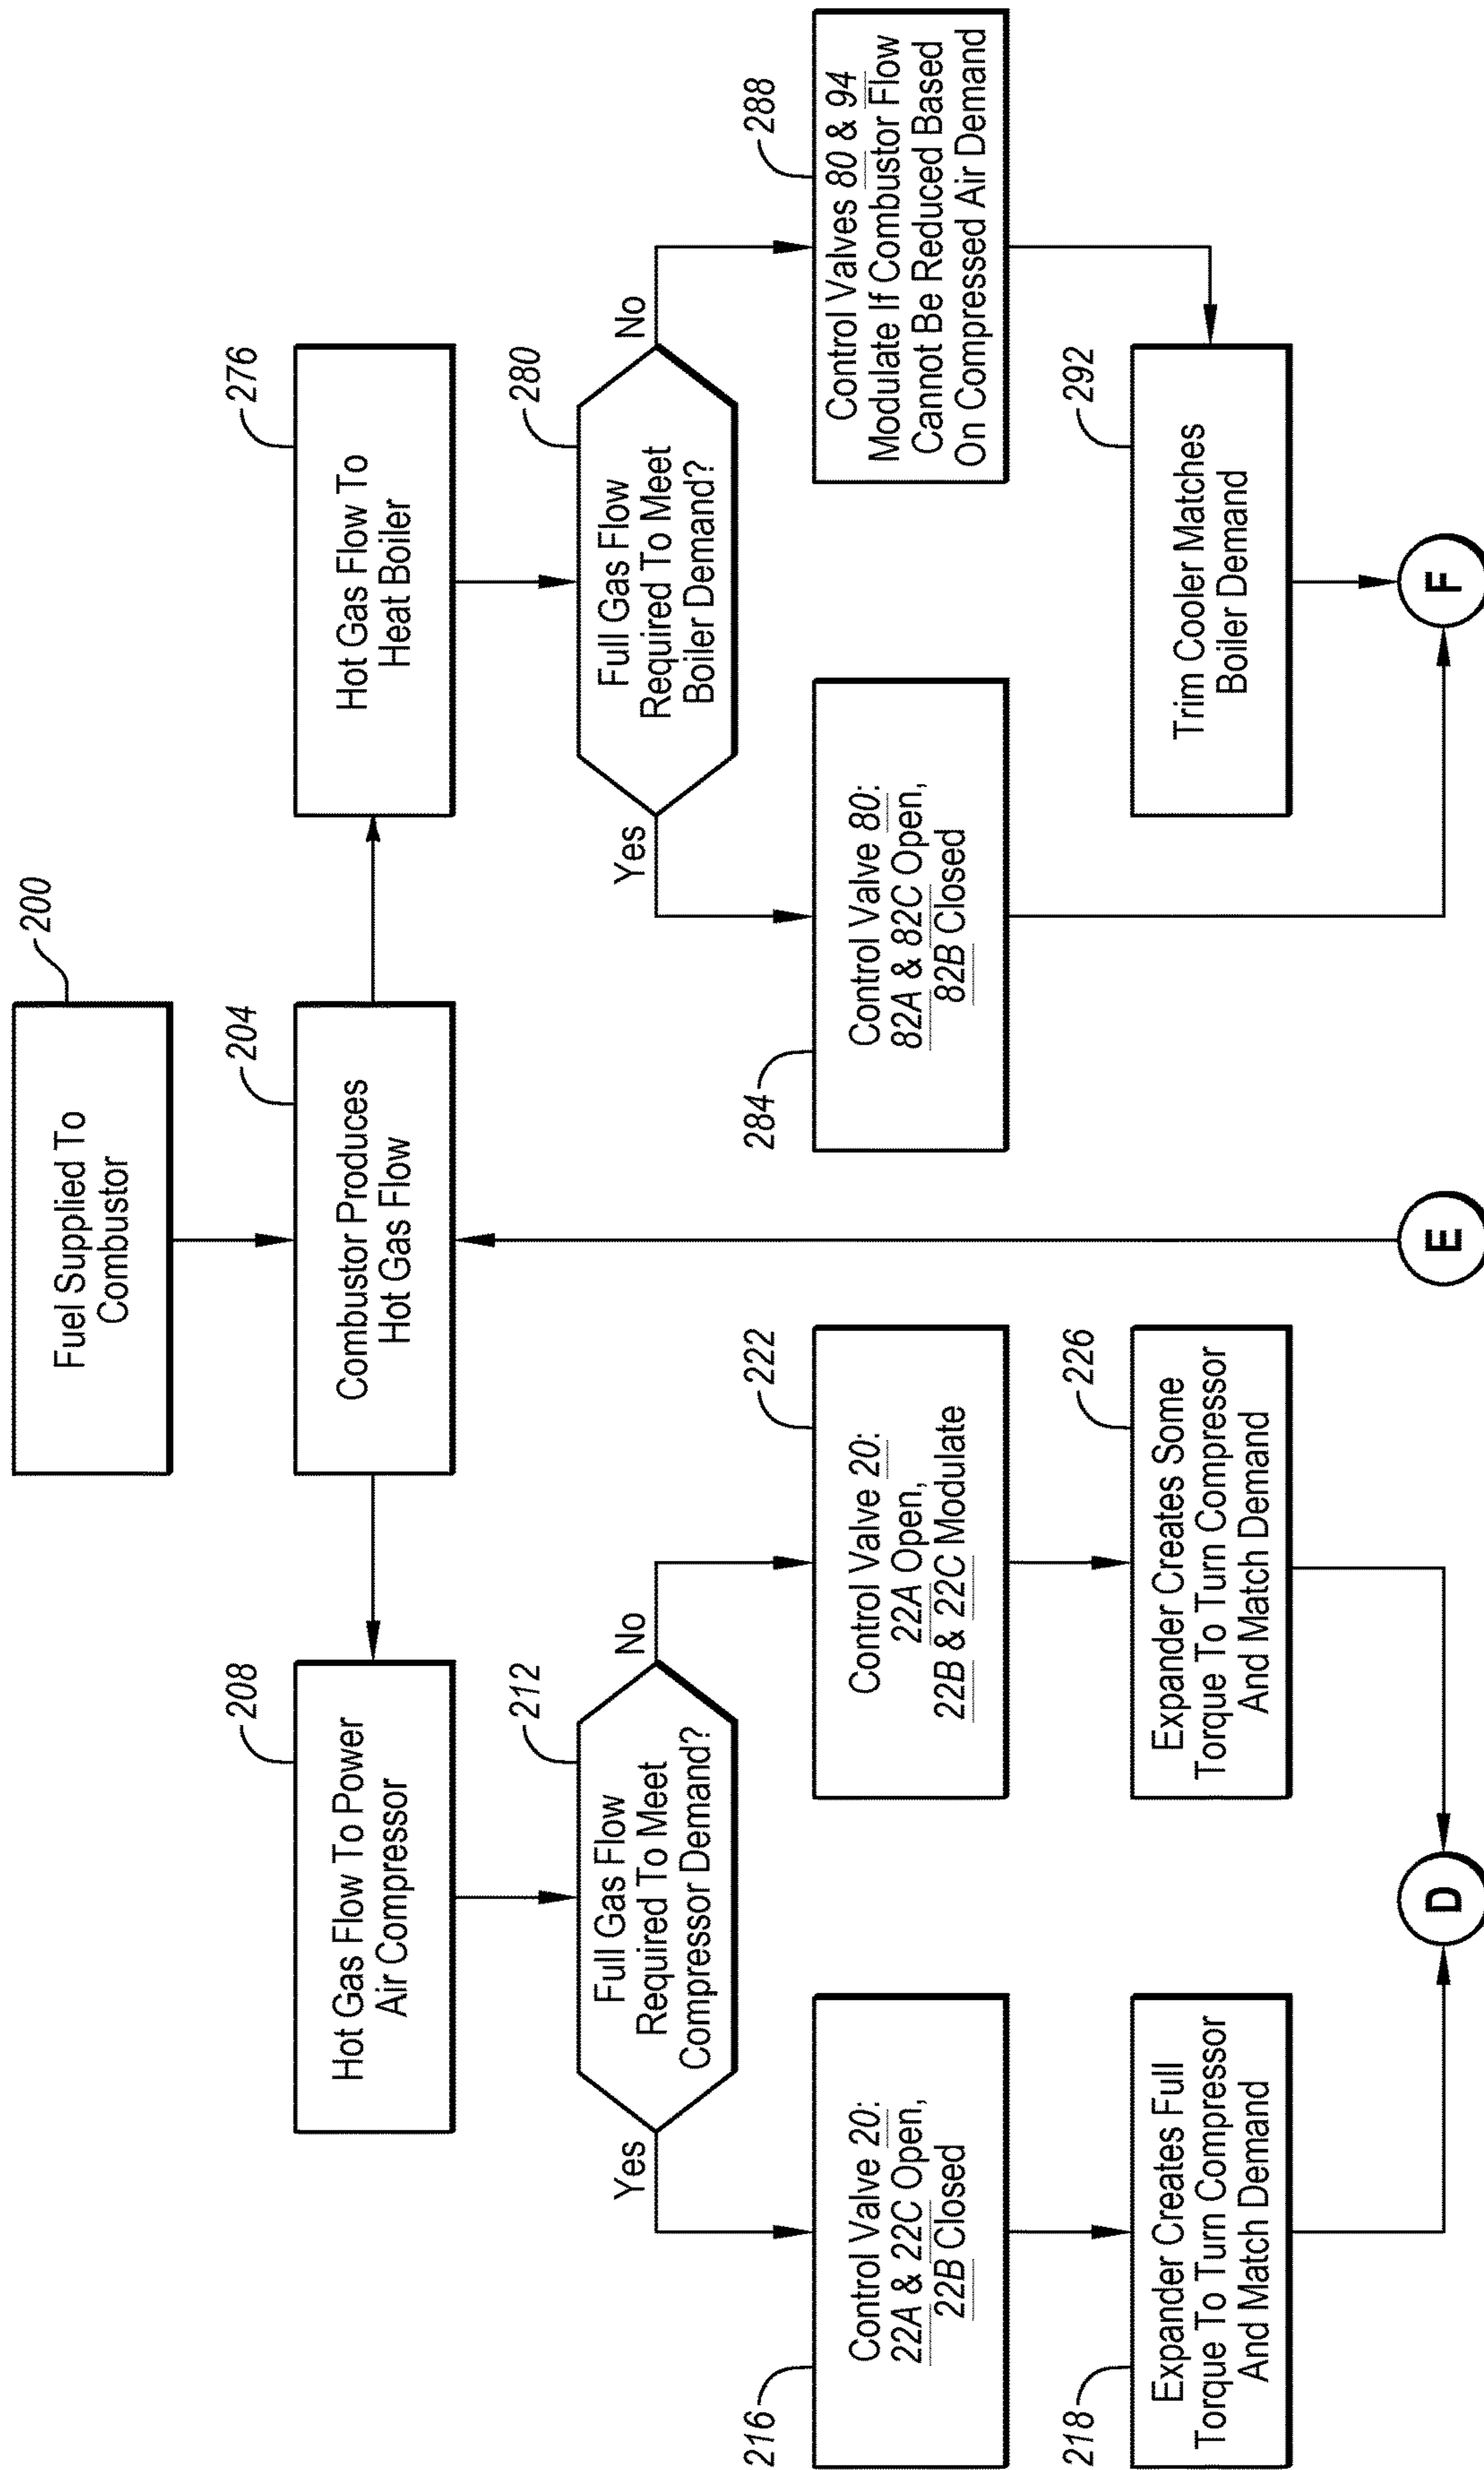 200
Fuel Supplied To
Combustor
204
Combustor Produces
Hot Gas Flow
208
Hot Gas Flow To Power
Air Compressor
212
Full Gas Flow
Required To Meet
Compressor Demand?
Yes
No
216
Control Valve 20:
22A & 22C Open,
22B Closed
218
Expander Creates Full
Torque To Turn Compressor
And Match Demand
222
Control Valve 20:
22A Open,
22B & 22C Modulate
226
Expander Creates Some
Torque To Turn Compressor
And Match Demand
D
E
276
Hot Gas Flow To
Heat Boiler
280
Full Gas Flow
Required To Meet
Boiler Demand?
Yes
No
284
Control Valve 80:
82A & 82C Open,
82B Closed
288
Control Valves 80 & 94
Modulate If Combustor Flow
Cannot Be Reduced Based
On Compressed Air Demand
292
Trim Cooler Matches
Boiler Demand
F